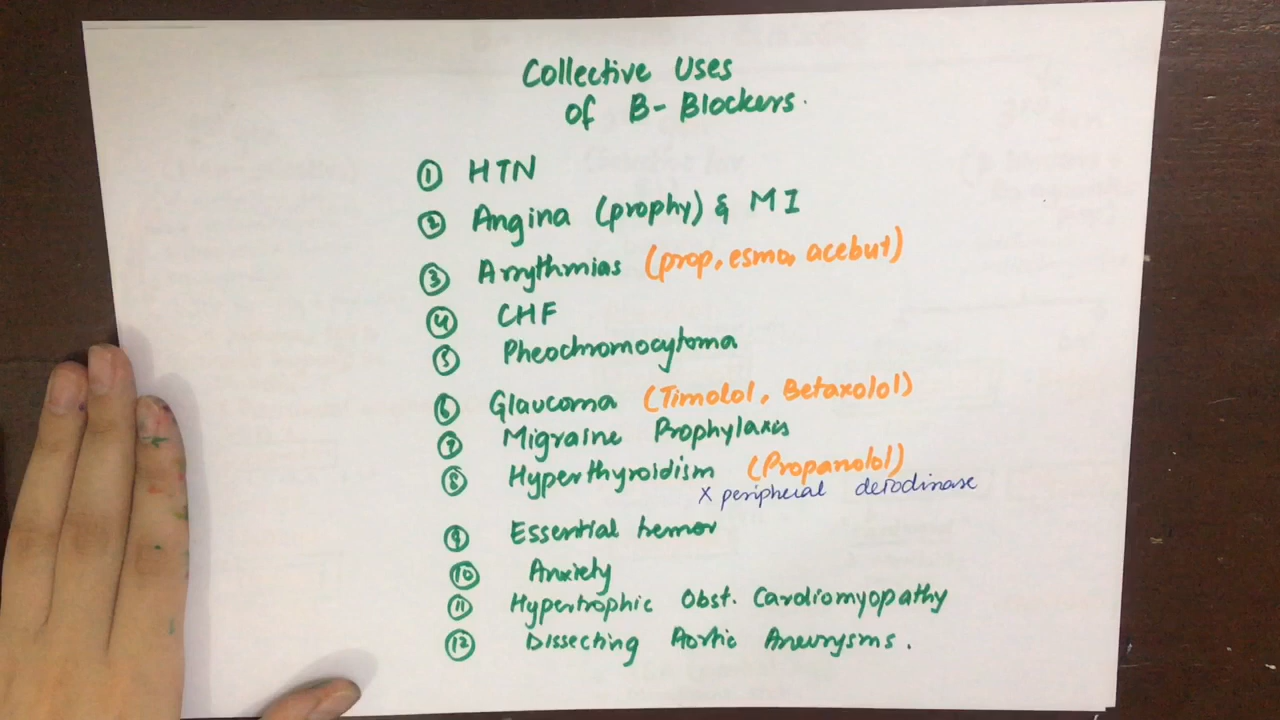 Collective Uses
of B-Blockers.
① HTN
② Angina (prophy) & MI
③ Arrythmias (prop, esmo, acebut)
④ CHF
⑤ Pheochromocytoma
⑥ Glaucoma (Timolol, Betaxolol)
⑦ Migraine Prophylaxis
⑧ Hyperthyroidism (Propanolol)
x peripheral deiodinase
⑨ Essential tremor
⑩ Anxiety
⑪ Hypertrophic Obst. Cardiomyopathy
⑫ Dissecting Aortic Aneurysms.